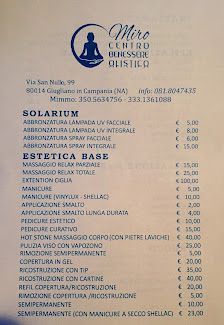 Miro
CENTRO
BENESSERE
OLISTICO
Via San Nullo, 99
80014 Giugliano in Campania (NA) info: 081.8047435
Mimmo: 350.5634756 - 333.1361088
SOLARIUM
ABBRONZATURA LAMPADA UV FACCIALE € 5,00
ABBRONZATURA LAMPADA UV INTEGRALE € 8,00
ABBRONZATURA SPRAY FACCIALE € 6,00
ABBRONZATURA SPRAY INTEGRALE € 15,00
ESTETICA BASE
MASSAGGIO RELAX PARZIALE € 15,00
MASSAGGIO RELAX TOTALE € 25,00
EXTENTION CIGLIA €100,00
MANICURE € 5,00
MANICURE (VINYLUX - SHELLAC) € 10,00
APPLICAZIONE SMALTO € 2,00
APPLICAZIONE SMALTO LUNGA DURATA € 4,00
PEDICURE ESTETICO € 10,00
PEDICURE CURATIVO € 15,00
HOT STONE MASSAGGIO CORPO (CON PIETRE LAVICHE) € 40,00
PULIZIA VISO CON VAPOZONO € 25,00
RIMOZIONE SEMIPERMANENTE € 5,00
COPERTURA IN GEL € 20,00
RICOSTRUZIONE CON TIP € 35,00
RICOSTRUZIONE CON CARTINE € 40,00
REFIL COPERTURA/RICOSTRUZIONE € 20,00
RIMOZIONE COPERTURA /RICOSTRUZIONE € 5,00
SEMIPERMANENTE € 10,00
SEMIPERMANENTE (CON MANICURE A SECCO SHELLAC) € 23,00